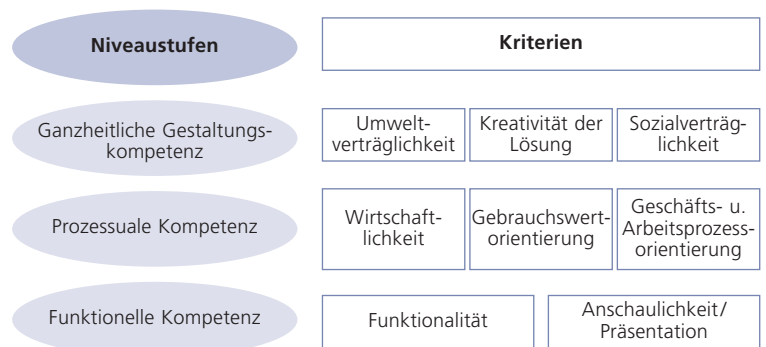 Niveaustufen
Kriterien
Ganzheitliche Gestaltungs-
kompetenz
Umwelt-
verträglichkeit
Kreativität der
Lösung
Sozialverträg-
lichkeit
Prozessuale Kompetenz
Wirtschaft-
lichkeit
Gebrauchswert-
orientierung
Geschäfts- u.
Arbeitsprozess-
orientierung
Funktionelle Kompetenz
Funktionalität
Anschaulichkeit/
Präsentation